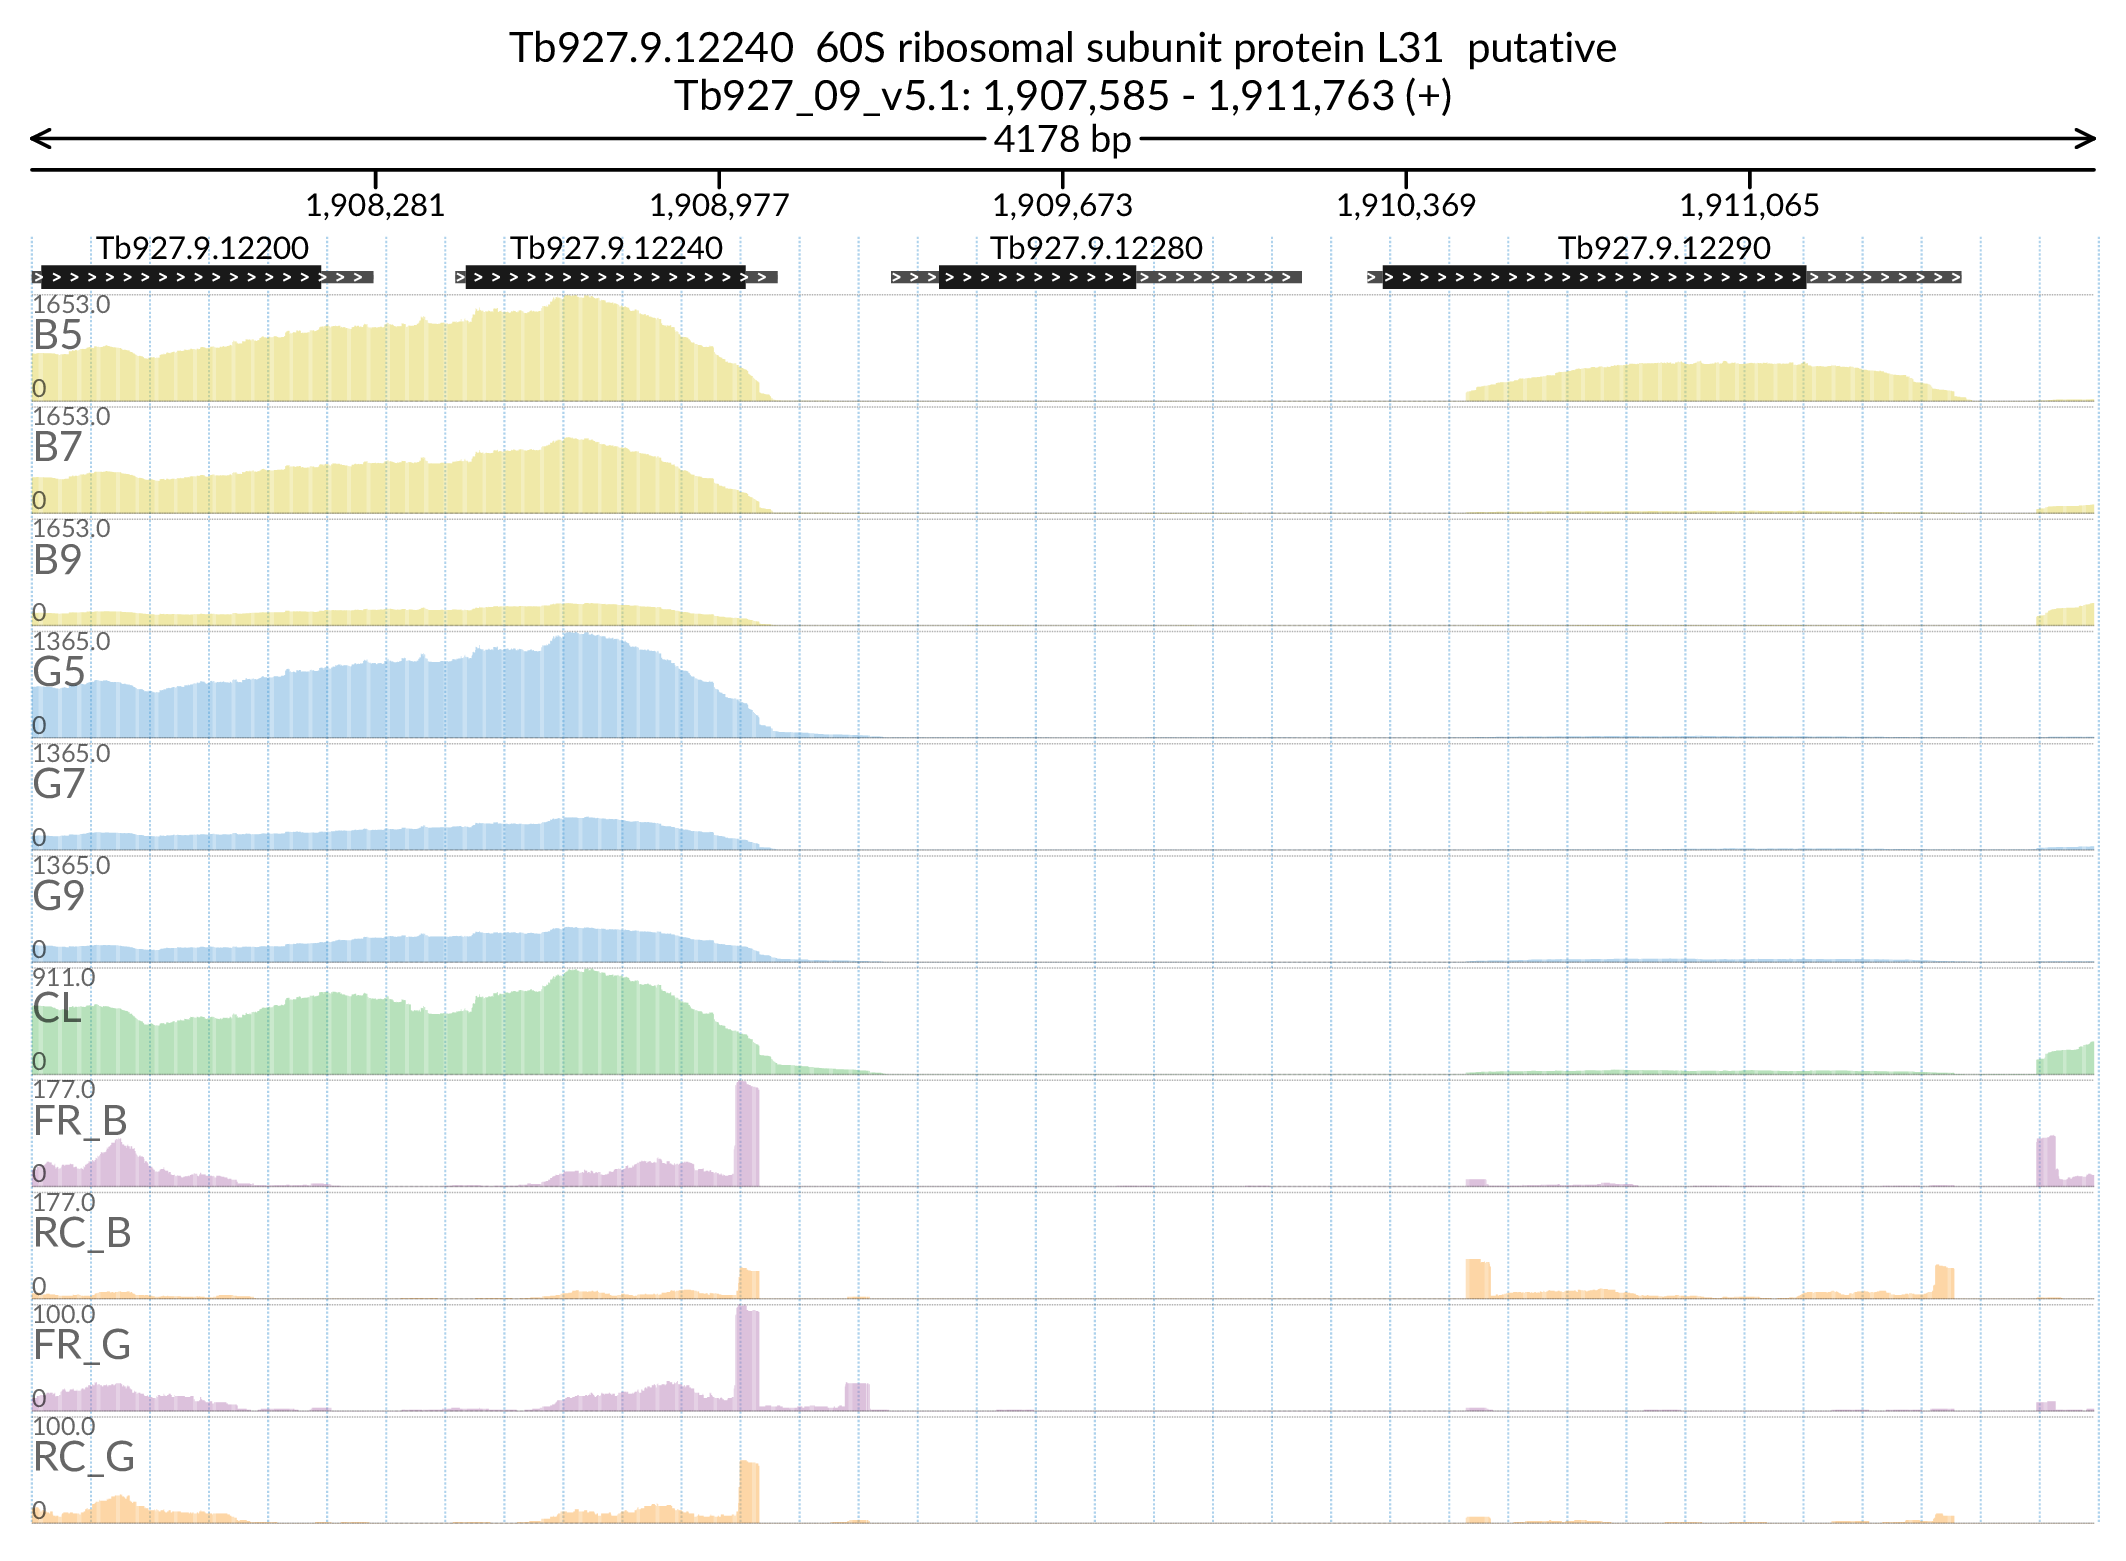 Tb927.9.12240  60S ribosomal subunit protein L31  putative
Tb927_09_v5.1: 1,907,585 - 1,911,763 (+)
4178 bp
1,908,281 1,908,977 1,909,673 1,910,369 1,911,065
Tb927.9.12200 Tb927.9.12240 Tb927.9.12280 Tb927.9.12290
1653.0
B5
0
1653.0
B7
0
1653.0
B9
0
1365.0
G5
0
1365.0
G7
0
1365.0
G9
0
911.0
CL
0
177.0
FR_B
0
177.0
RC_B
0
100.0
FR_G
0
100.0
RC_G
0